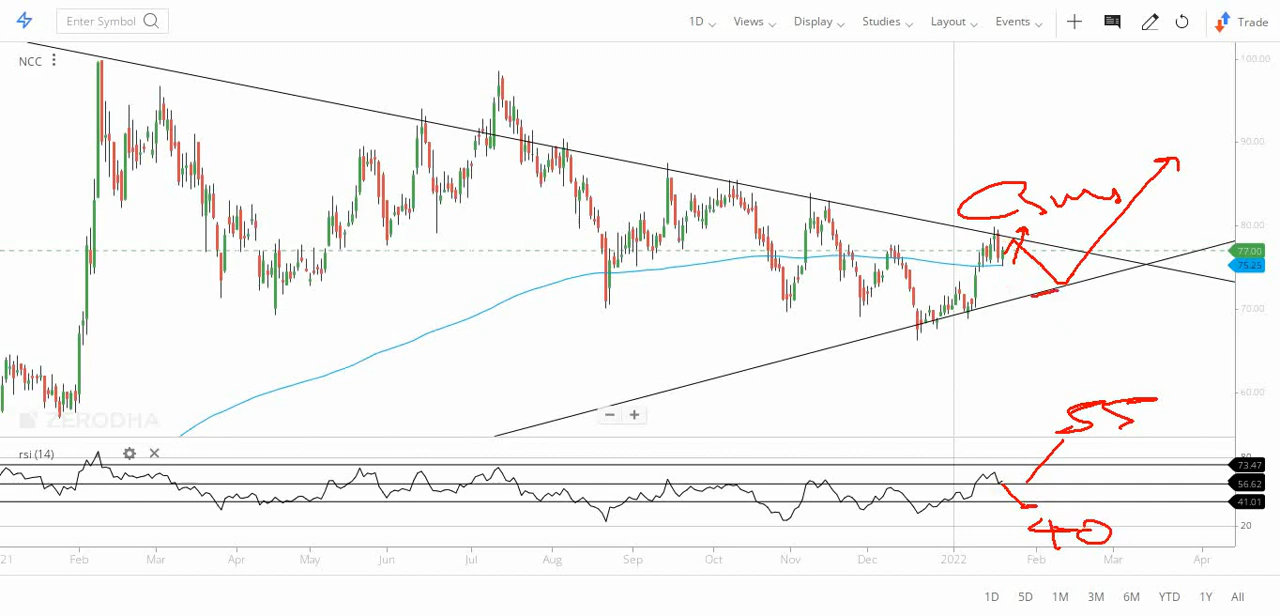 Enter Symbol 1D Views Display Studies Layout Events Trade
NCC
100.00
90.00
80.00
77.00
75.25
70.00
60.00
ZERODHA
55
rsi (14)
80
73.47
56.62
41.01
20
40
21 Feb Mar Apr May Jun Jul Aug Sep Oct Nov Dec 2022 Feb Mar Apr
1D 5D 1M 3M 6M YTD 1Y All